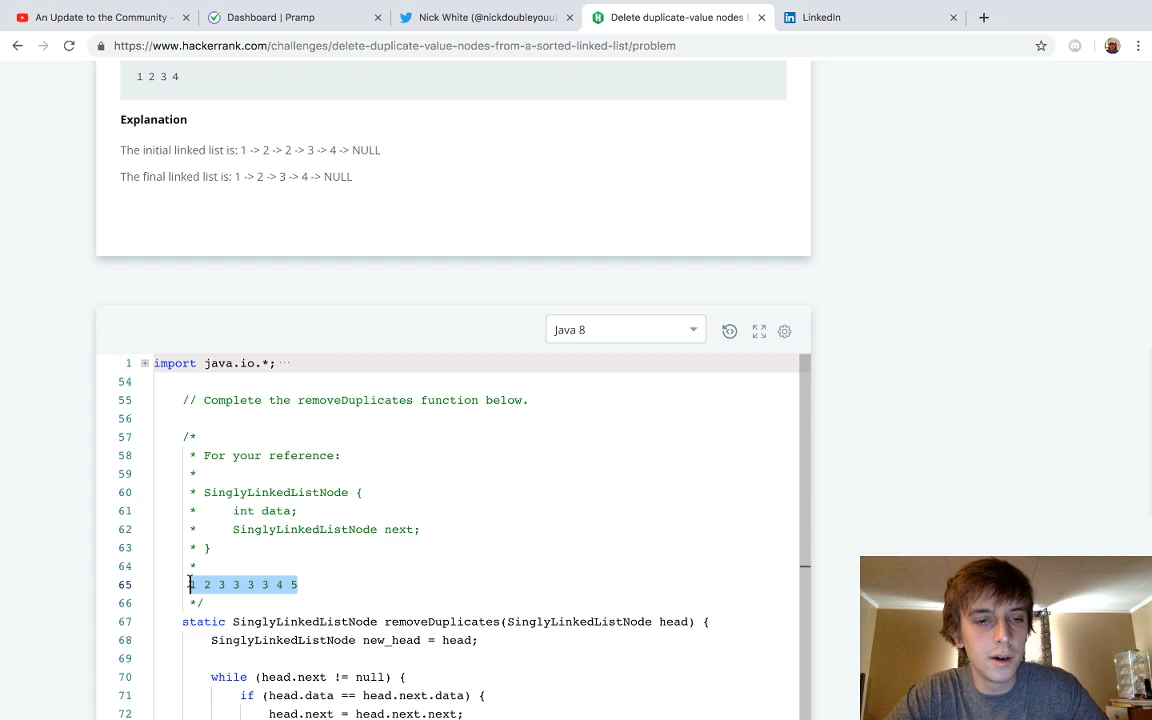 An Update to the Community -
Dashboard | Pramp
Nick White (@nickdoubleyouu)
Delete duplicate-value nodes f
LinkedIn
https://www.hackerrank.com/challenges/delete-duplicate-value-nodes-from-a-sorted-linked-list/problem
1 2 3 4
Explanation
The initial linked list is: 1 -> 2 -> 2 -> 3 -> 4 -> NULL
The final linked list is: 1 -> 2 -> 3 -> 4 -> NULL
Java 8
1 import java.io.*; ...
54
55 // Complete the removeDuplicates function below.
56
57 /*
58 * For your reference:
59 *
60 * SinglyLinkedListNode {
61 *     int data;
62 *     SinglyLinkedListNode next;
63 * }
64 *
65 1 2 3 3 3 3 4 5
66 */
67 static SinglyLinkedListNode removeDuplicates(SinglyLinkedListNode head) {
68 SinglyLinkedListNode new_head = head;
69
70 while (head.next != null) {
71 if (head.data == head.next.data) {
72 head.next = head.next.next;